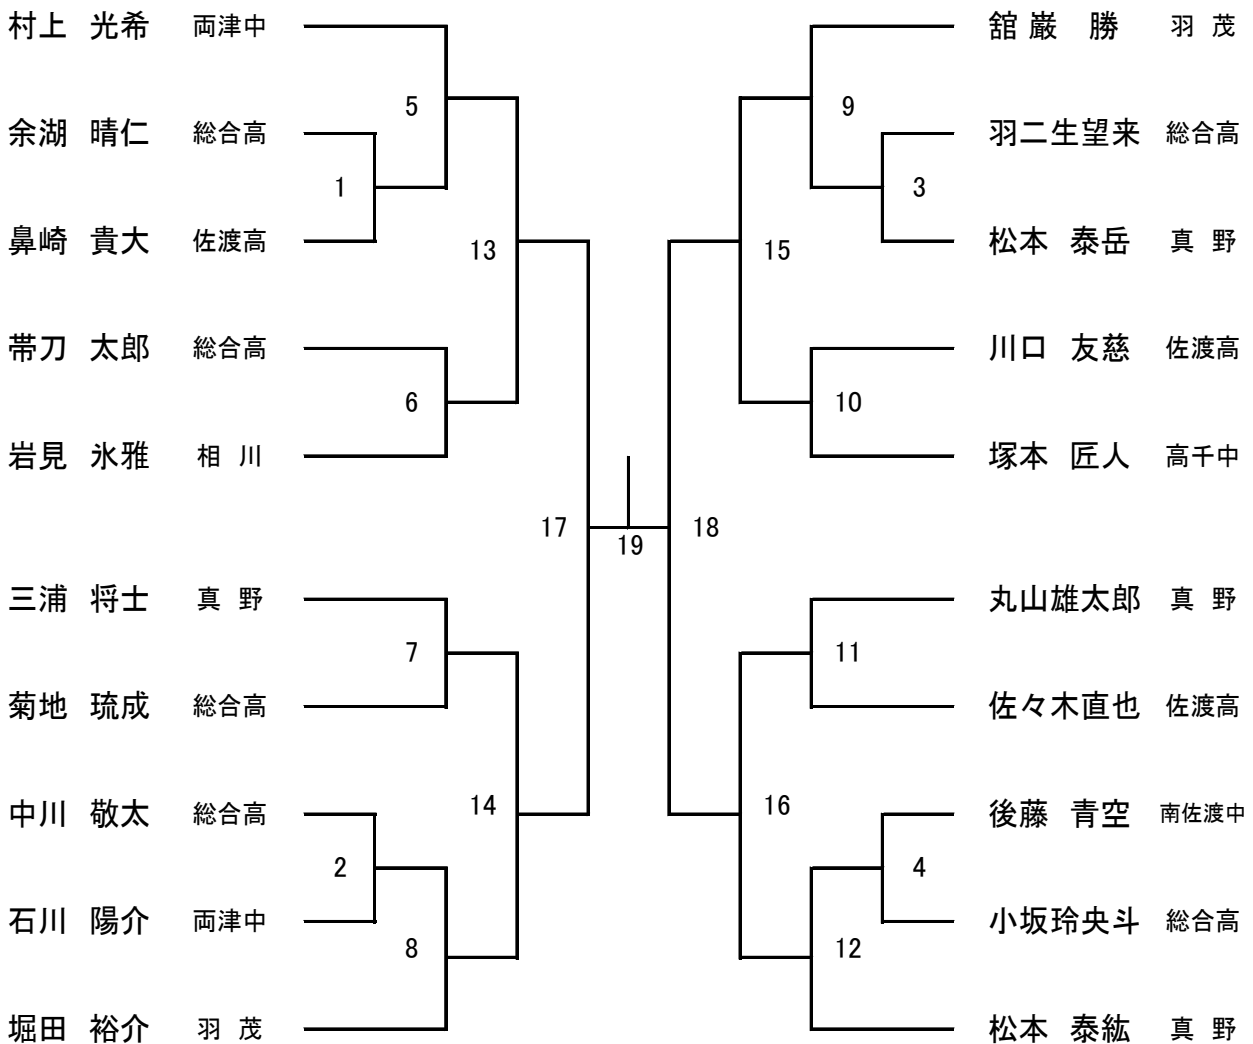 村上 光希 両津中
余湖 晴仁 総合高
鼻崎 貴大 佐渡高
帯刀 太郎 総合高
岩見 氷雅 相 川
三浦 将士 真 野
菊地 琉成 総合高
中川 敬太 総合高
石川 陽介 両津中
堀田 裕介 羽 茂
5
1
13
6
17
7
14
2
8
19
9
3
15
10
18
11
16
4
12
舘 巌 勝 羽 茂
羽二生望来 総合高
松本 泰岳 真 野
川口 友慈 佐渡高
塚本 匠人 高千中
丸山雄太郎 真 野
佐々木直也 佐渡高
後藤 青空 南佐渡中
小坂玲央斗 総合高
松本 泰紘 真 野